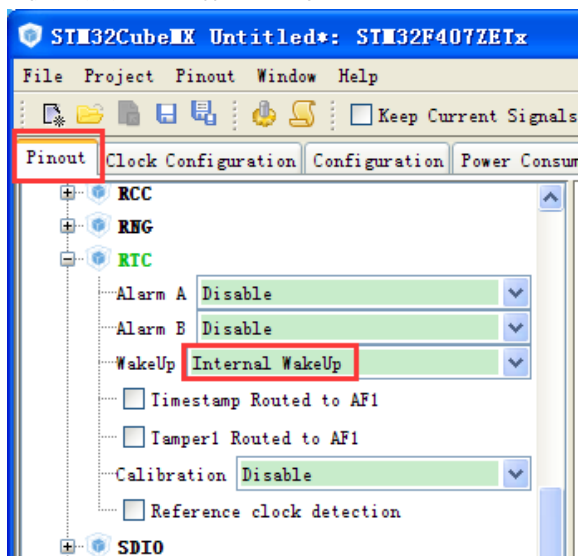 STM32CubeMX Untitled*: STM32F407ZETx
File Project Pinout Window Help
Keep Current Signals
Pinout Clock Configuration Configuration Power Consum
RCC
RNG
RTC
Alarm A Disable
Alarm B Disable
WakeUp Internal WakeUp
Timestamp Routed to AF1
Tamper1 Routed to AF1
Calibration Disable
Reference clock detection
SDIO